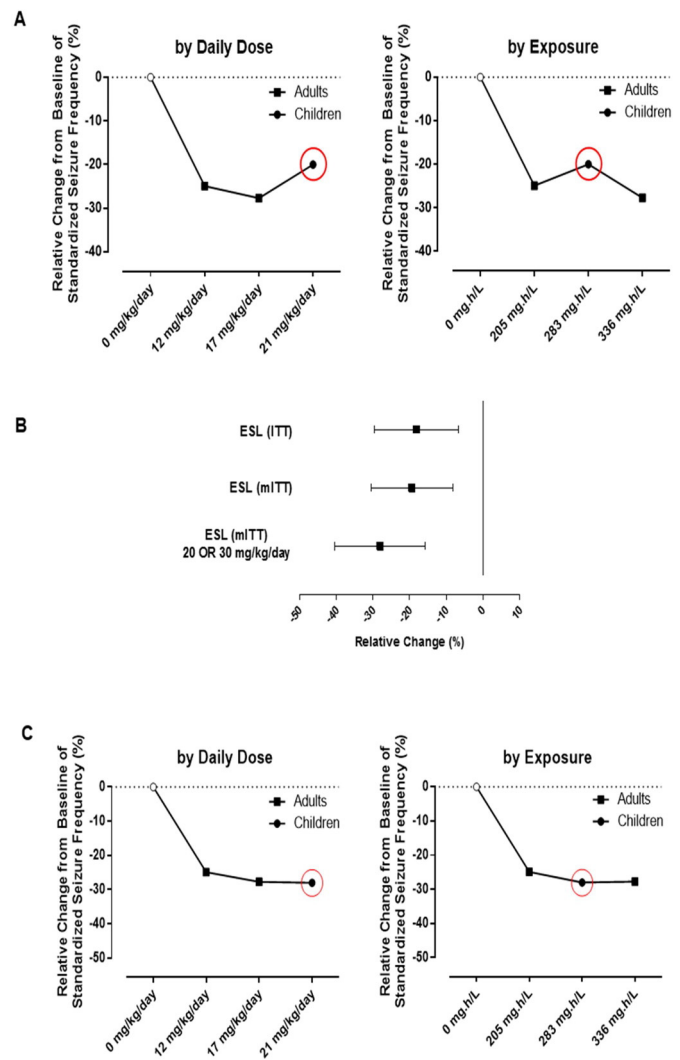 A
by Daily Dose
Relative Change from Baseline of
Standardized Seizure Frequency (%)
0
-10
-20
-30
-40
Adults
Children
0 mg/kg/day
12 mg/kg/day
17 mg/kg/day
21 mg/kg/day
by Exposure
Relative Change from Baseline of
Standardized Seizure Frequency (%)
0
-10
-20
-30
-40
Adults
Children
0 mg.h/L
205 mg.h/L
283 mg.h/L
336 mg.h/L
B
ESL (ITT)
ESL (mITT)
ESL (mITT)
20 OR 30 mg/kg/day
-50
-40
-30
-20
-10
0
10
Relative Change (%)
C
by Daily Dose
Relative Change from Baseline of
Standardized Seizure Frequency (%)
0
-10
-20
-30
-40
-50
Adults
Children
0 mg/kg/day
12 mg/kg/day
17 mg/kg/day
21 mg/kg/day
by Exposure
Relative Change from Baseline of
Standardized Seizure Frequency (%)
0
-10
-20
-30
-40
-50
Adults
Children
0 mg.h/L
205 mg.h/L
283 mg.h/L
336 mg.h/L